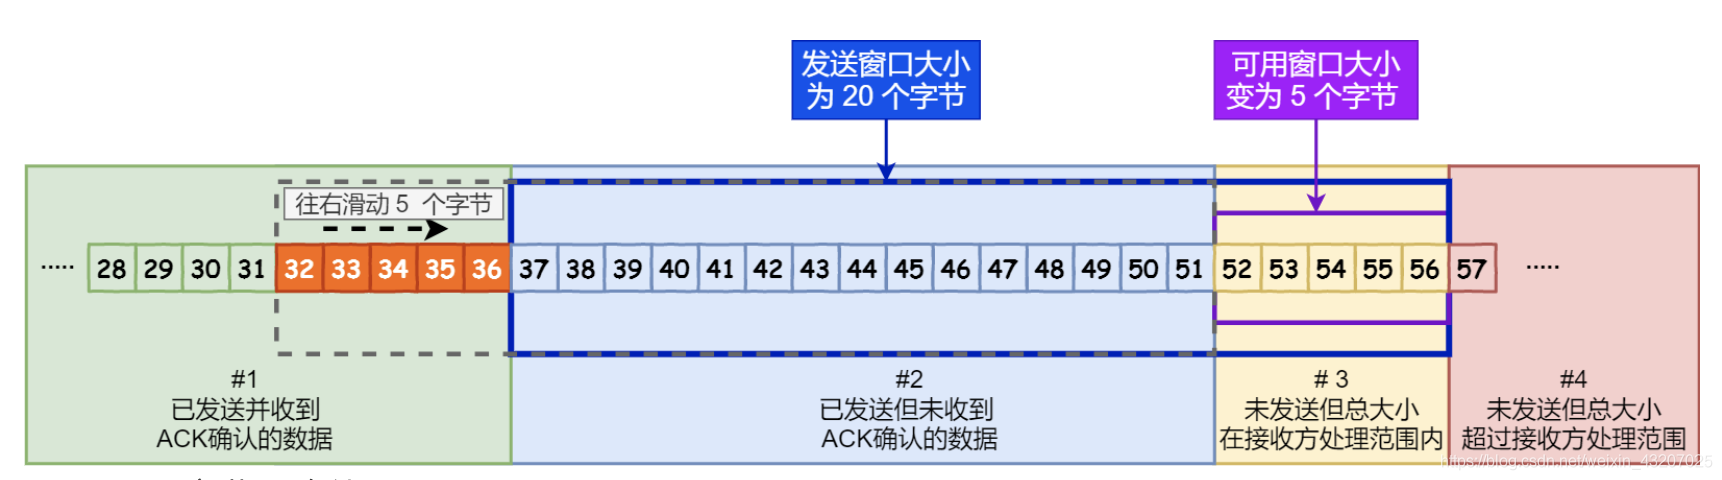 发送窗口大小
为 20 个字节
可用窗口大小
变为 5 个字节
往右滑动 5 个字节
····· 28 29 30 31 32 33 34 35 36 37 38 39 40 41 42 43 44 45 46 47 48 49 50 51 52 53 54 55 56 57 ·····
#1
已发送并收到
ACK确认的数据
#2
已发送但未收到
ACK确认的数据
# 3
未发送但总大小
在接收方处理范围内
#4
未发送但总大小
超过接收方处理范围
https://blog.csdn.net/weixin_43207025